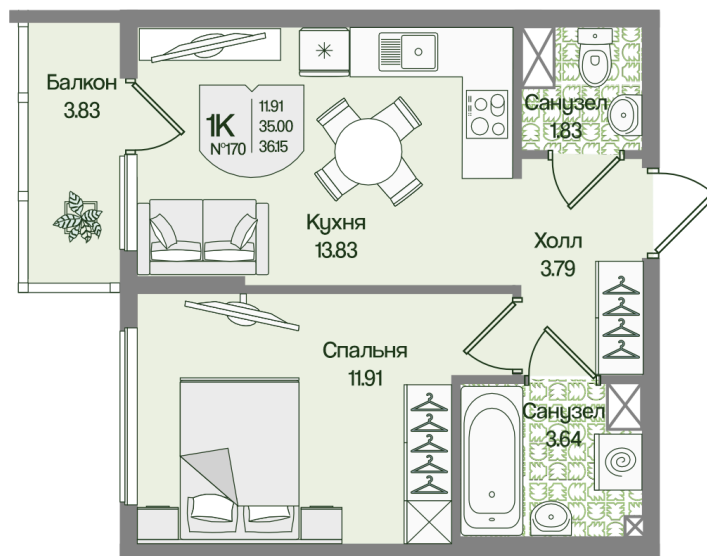 Балкон
3.83
1К
№170
11.91
35.00
36.15
Санузел
1.83
Кухня
13.83
Холл
3.79
Спальня
11.91
Санузел
3.64